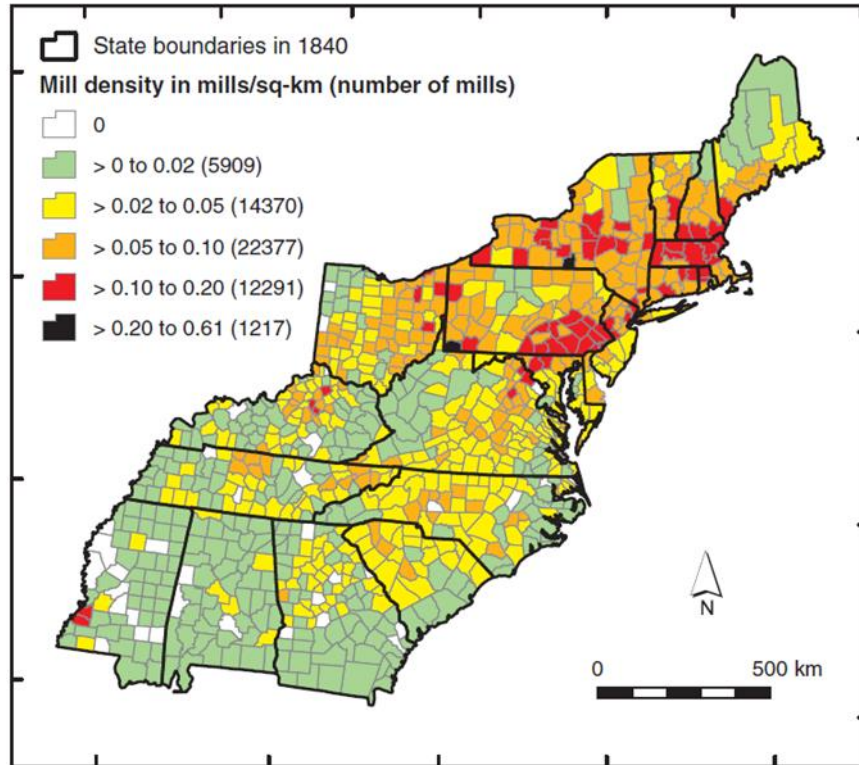 State boundaries in 1840
Mill density in mills/sq-km (number of mills)
0
> 0 to 0.02 (5909)
> 0.02 to 0.05 (14370)
> 0.05 to 0.10 (22377)
> 0.10 to 0.20 (12291)
> 0.20 to 0.61 (1217)
N
0 500 km